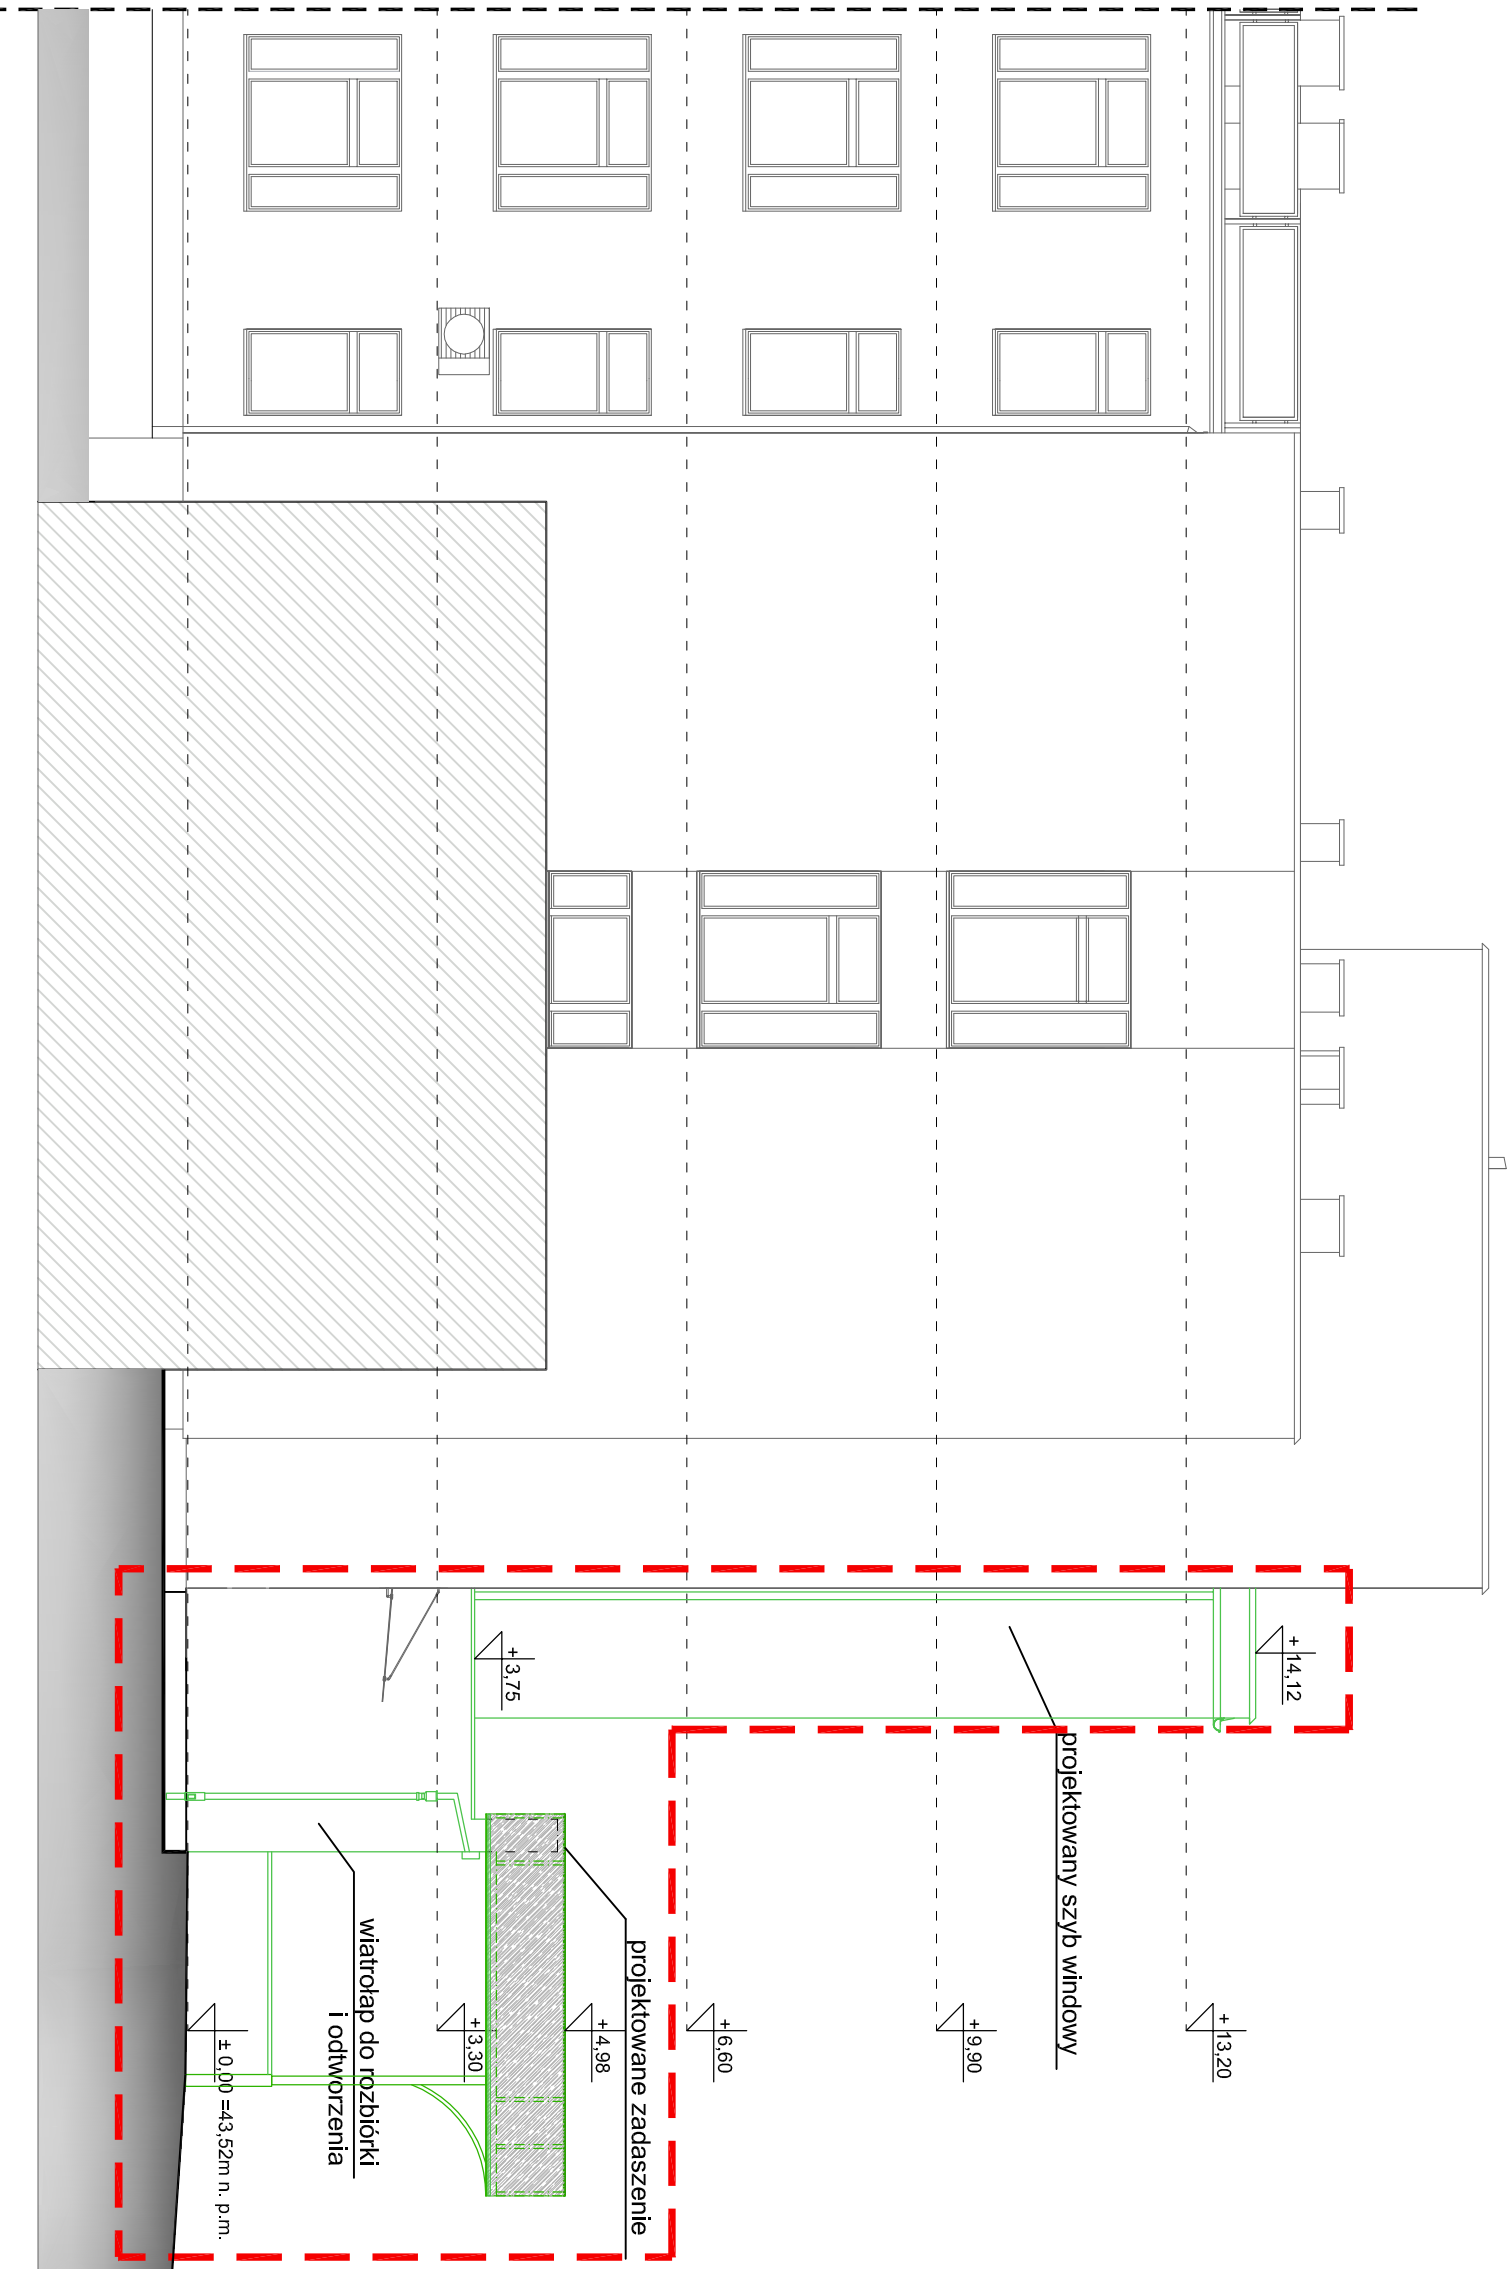 + 14,12
+ 13,20
projektowany szyb windowy
+ 9,90
+ 6,60
projektowane zadaszenie
+ 4,98
+ 3,75
+ 3,30
wiatrołap do rozbiórki
i odtworzenia
± 0,00 =43,52m n. p.m.